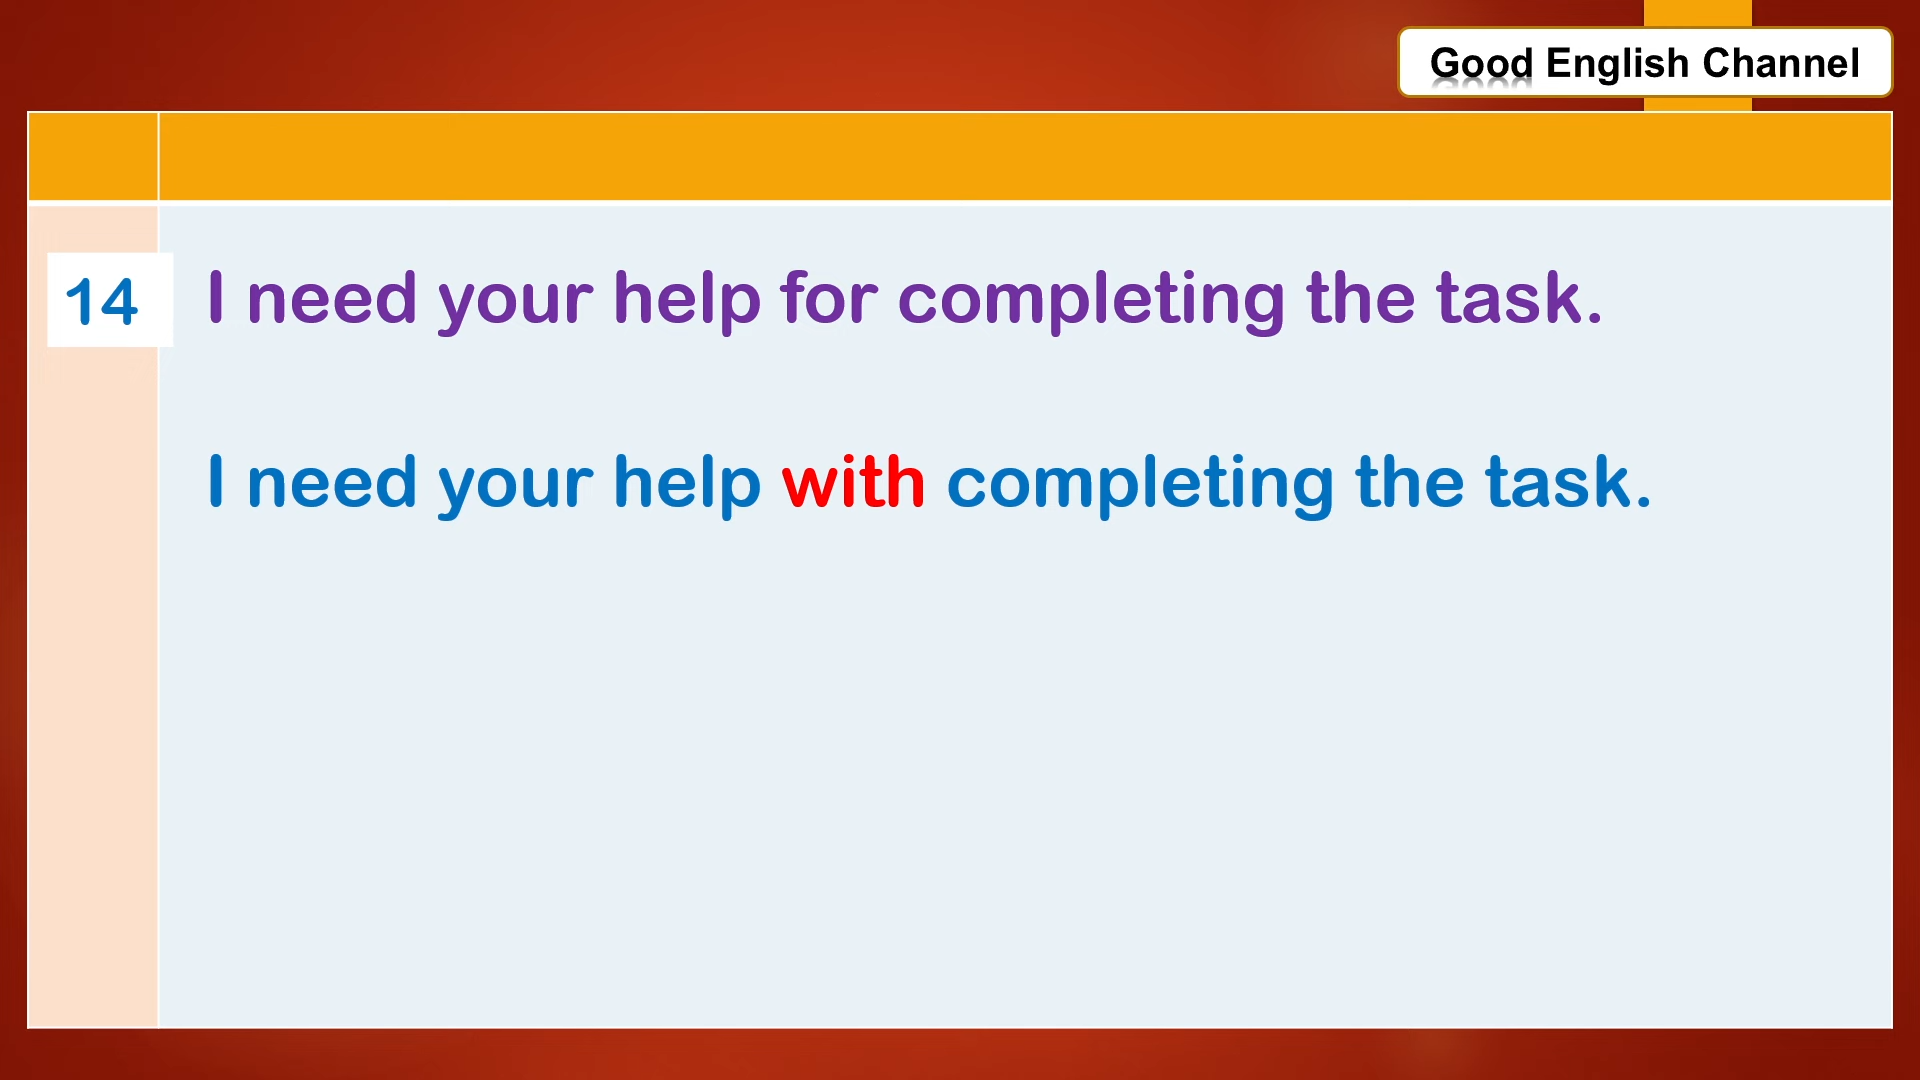 Good English Channel
14 I need your help for completing the task.
I need your help with completing the task.